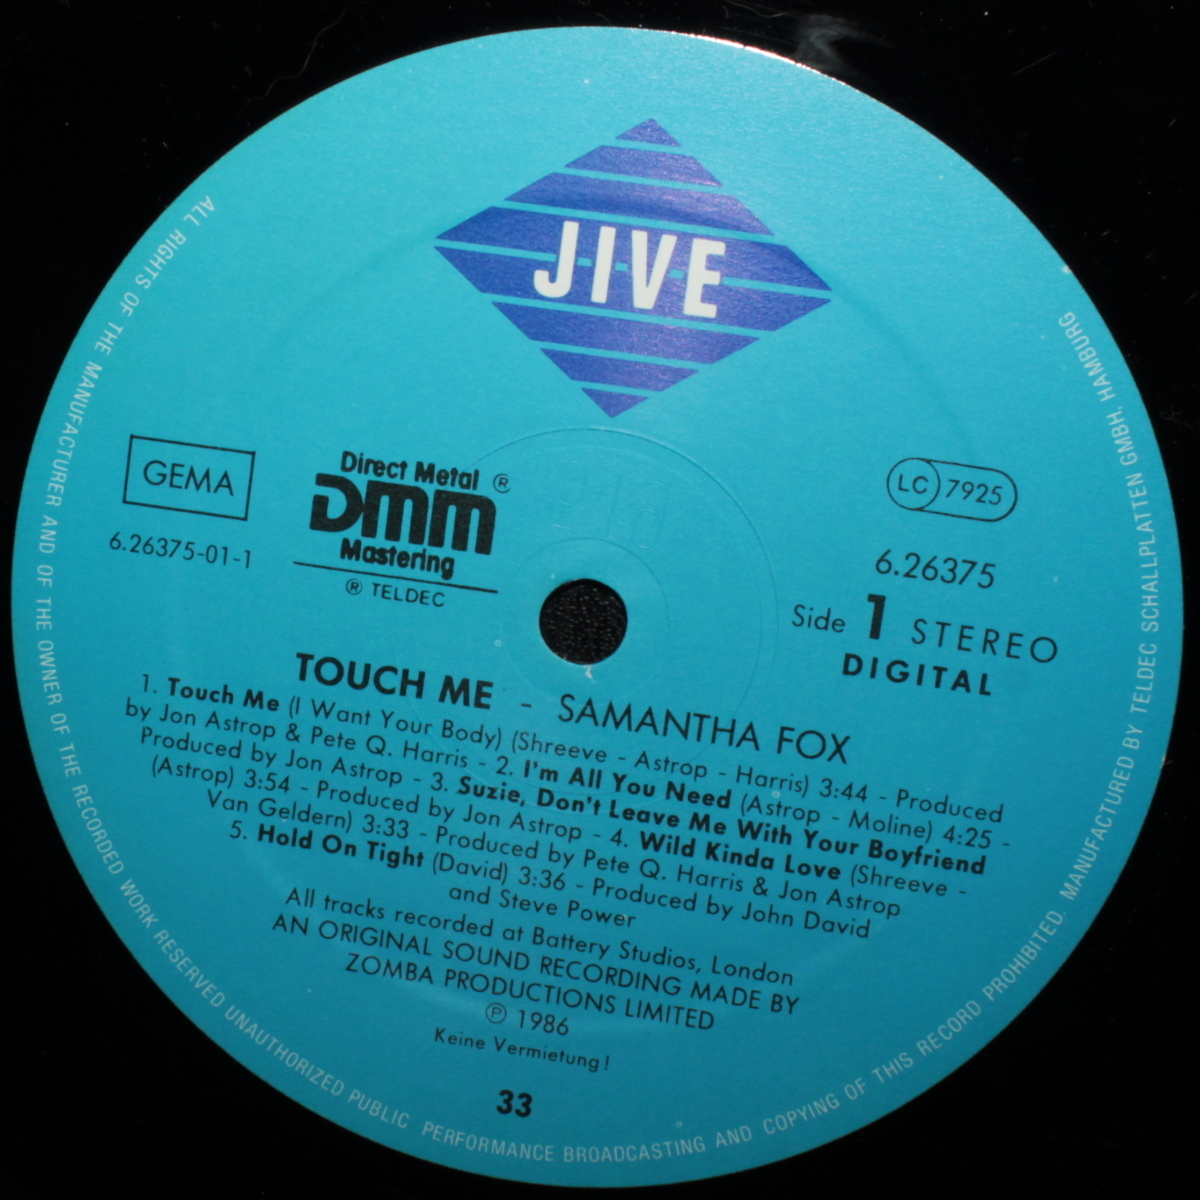 JIVE
GEMA
6.26375-01-1
Direct Metal ®
DMM
Mastering
® TELDEC
LC 7925
6.26375
Side 1 STEREO
DIGITAL
TOUCH ME - SAMANTHA FOX
1. Touch Me (I Want Your Body) (Shreeve - Astrop - Harris) 3:44 - Produced
by Jon Astrop & Pete Q. Harris - 2. I'm All You Need (Astrop - Moline) 4:25 -
Produced by Jon Astrop - 3. Suzie, Don't Leave Me With Your Boyfriend
(Astrop) 3:54 - Produced by Jon Astrop - 4. Wild Kinda Love (Shreeve -
Van Geldern) 3:33 - Produced by Pete Q. Harris & Jon Astrop
5. Hold On Tight (David) 3:36 - Produced by John David
and Steve Power
All tracks recorded at Battery Studios, London
AN ORIGINAL SOUND RECORDING MADE BY
ZOMBA PRODUCTIONS LIMITED
℗ 1986
Keine Vermietung!
33
ALL RIGHTS OF THE MANUFACTURER AND OF THE OWNER OF THE RECORDED WORK RESERVED UNAUTHORIZED PUBLIC PERFORMANCE BROADCASTING AND COPYING OF THIS RECORD PROHIBITED. MANUFACTURED BY TELDEC SCHALLPLATTEN GMBH. HAMBURG